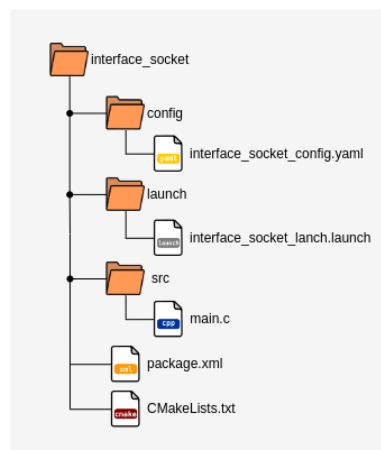 interface_socket
config
yaml
interface_socket_config.yaml
launch
launch
interface_socket_lanch.launch
src
cpp
main.c
xml
package.xml
cmake
CMakeLists.txt